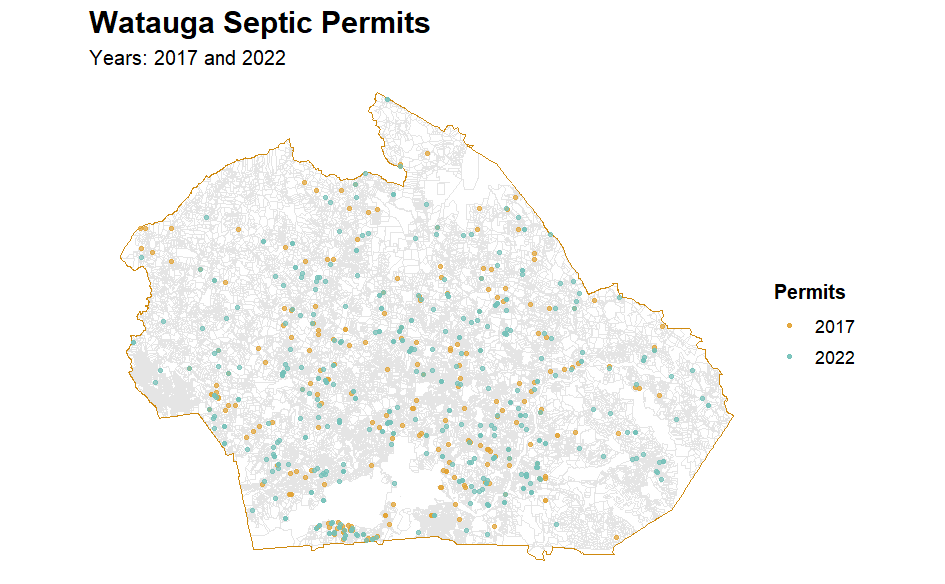 Watauga Septic Permits
Years: 2017 and 2022
Permits
2017
2022